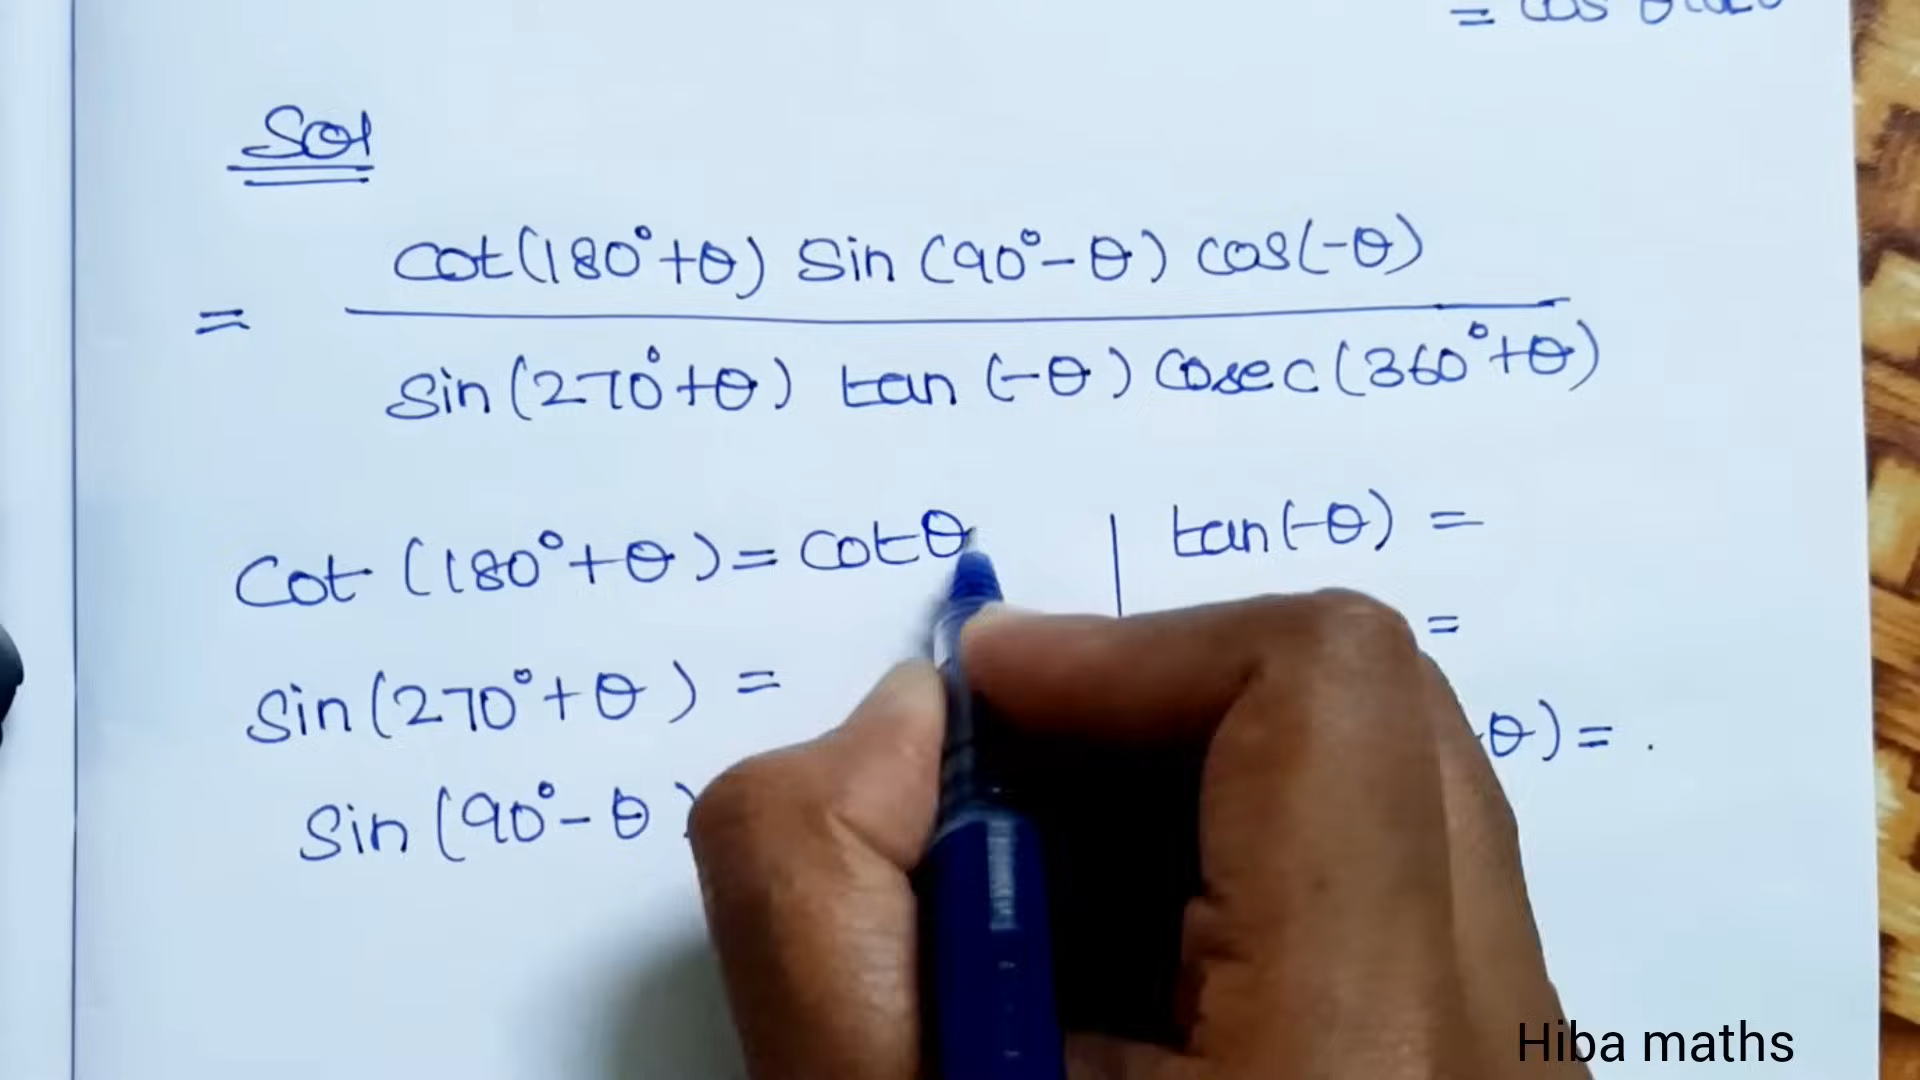 = cos θ
Sol
cot(180°+θ) sin (90°-θ) cos(-θ)
=
sin(270°+θ) tan (-θ) cosec(360°+θ)
cot (180°+θ) = cotθ
sin(270°+θ) =
sin (90°-θ)
tan(-θ) =
=
θ) = .
Hiba maths